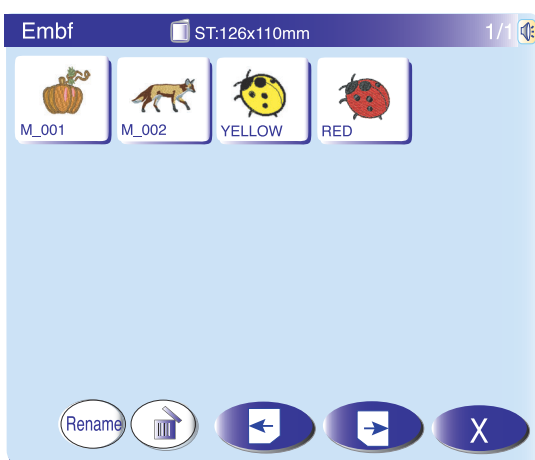 Embf ST:126x110mm 1/1
M_001 M_002 YELLOW RED
Rename X